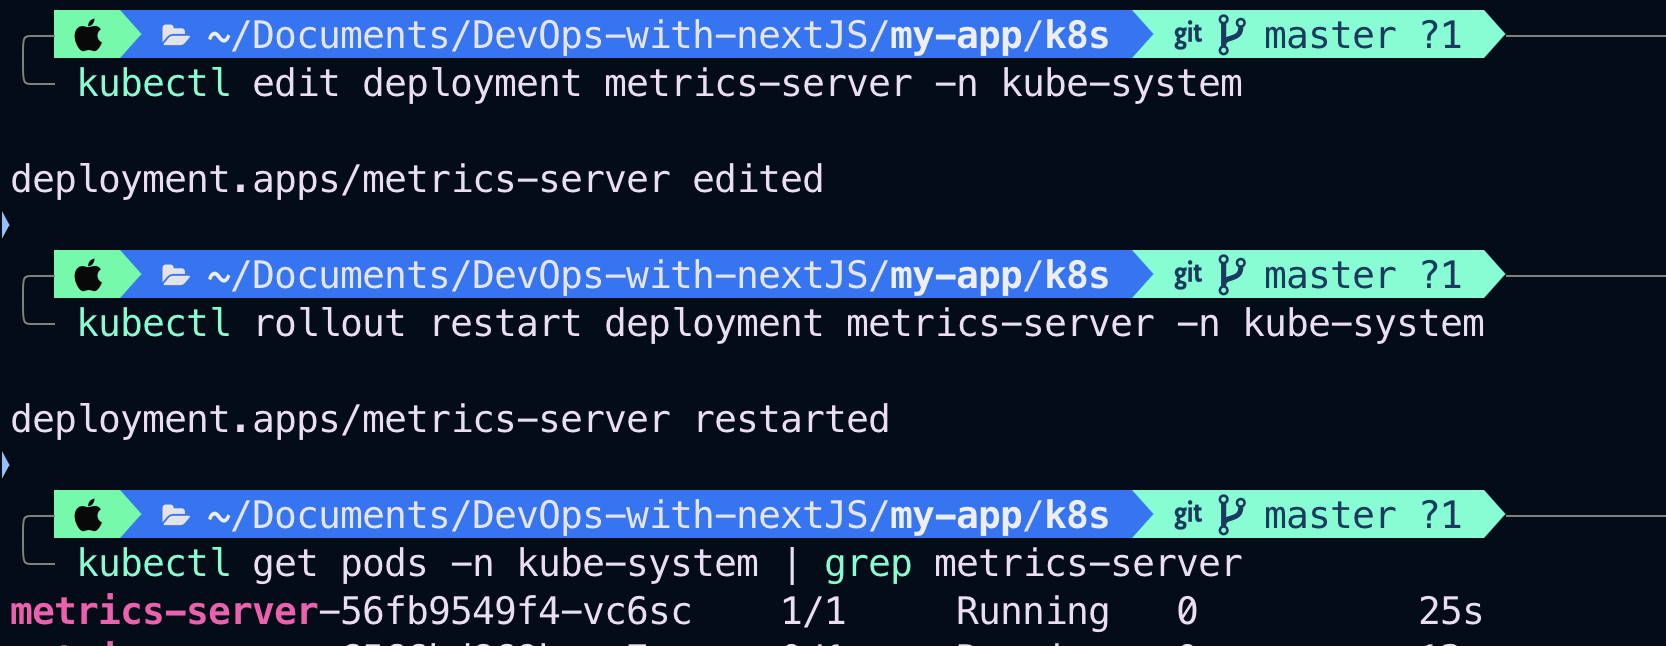 ~/Documents/DevOps-with-nextJS/my-app/k8s git master ?1
kubectl edit deployment metrics-server -n kube-system
deployment.apps/metrics-server edited
~/Documents/DevOps-with-nextJS/my-app/k8s git master ?1
kubectl rollout restart deployment metrics-server -n kube-system
deployment.apps/metrics-server restarted
~/Documents/DevOps-with-nextJS/my-app/k8s git master ?1
kubectl get pods -n kube-system | grep metrics-server
metrics-server-56fb9549f4-vc6sc 1/1 Running 0 25s